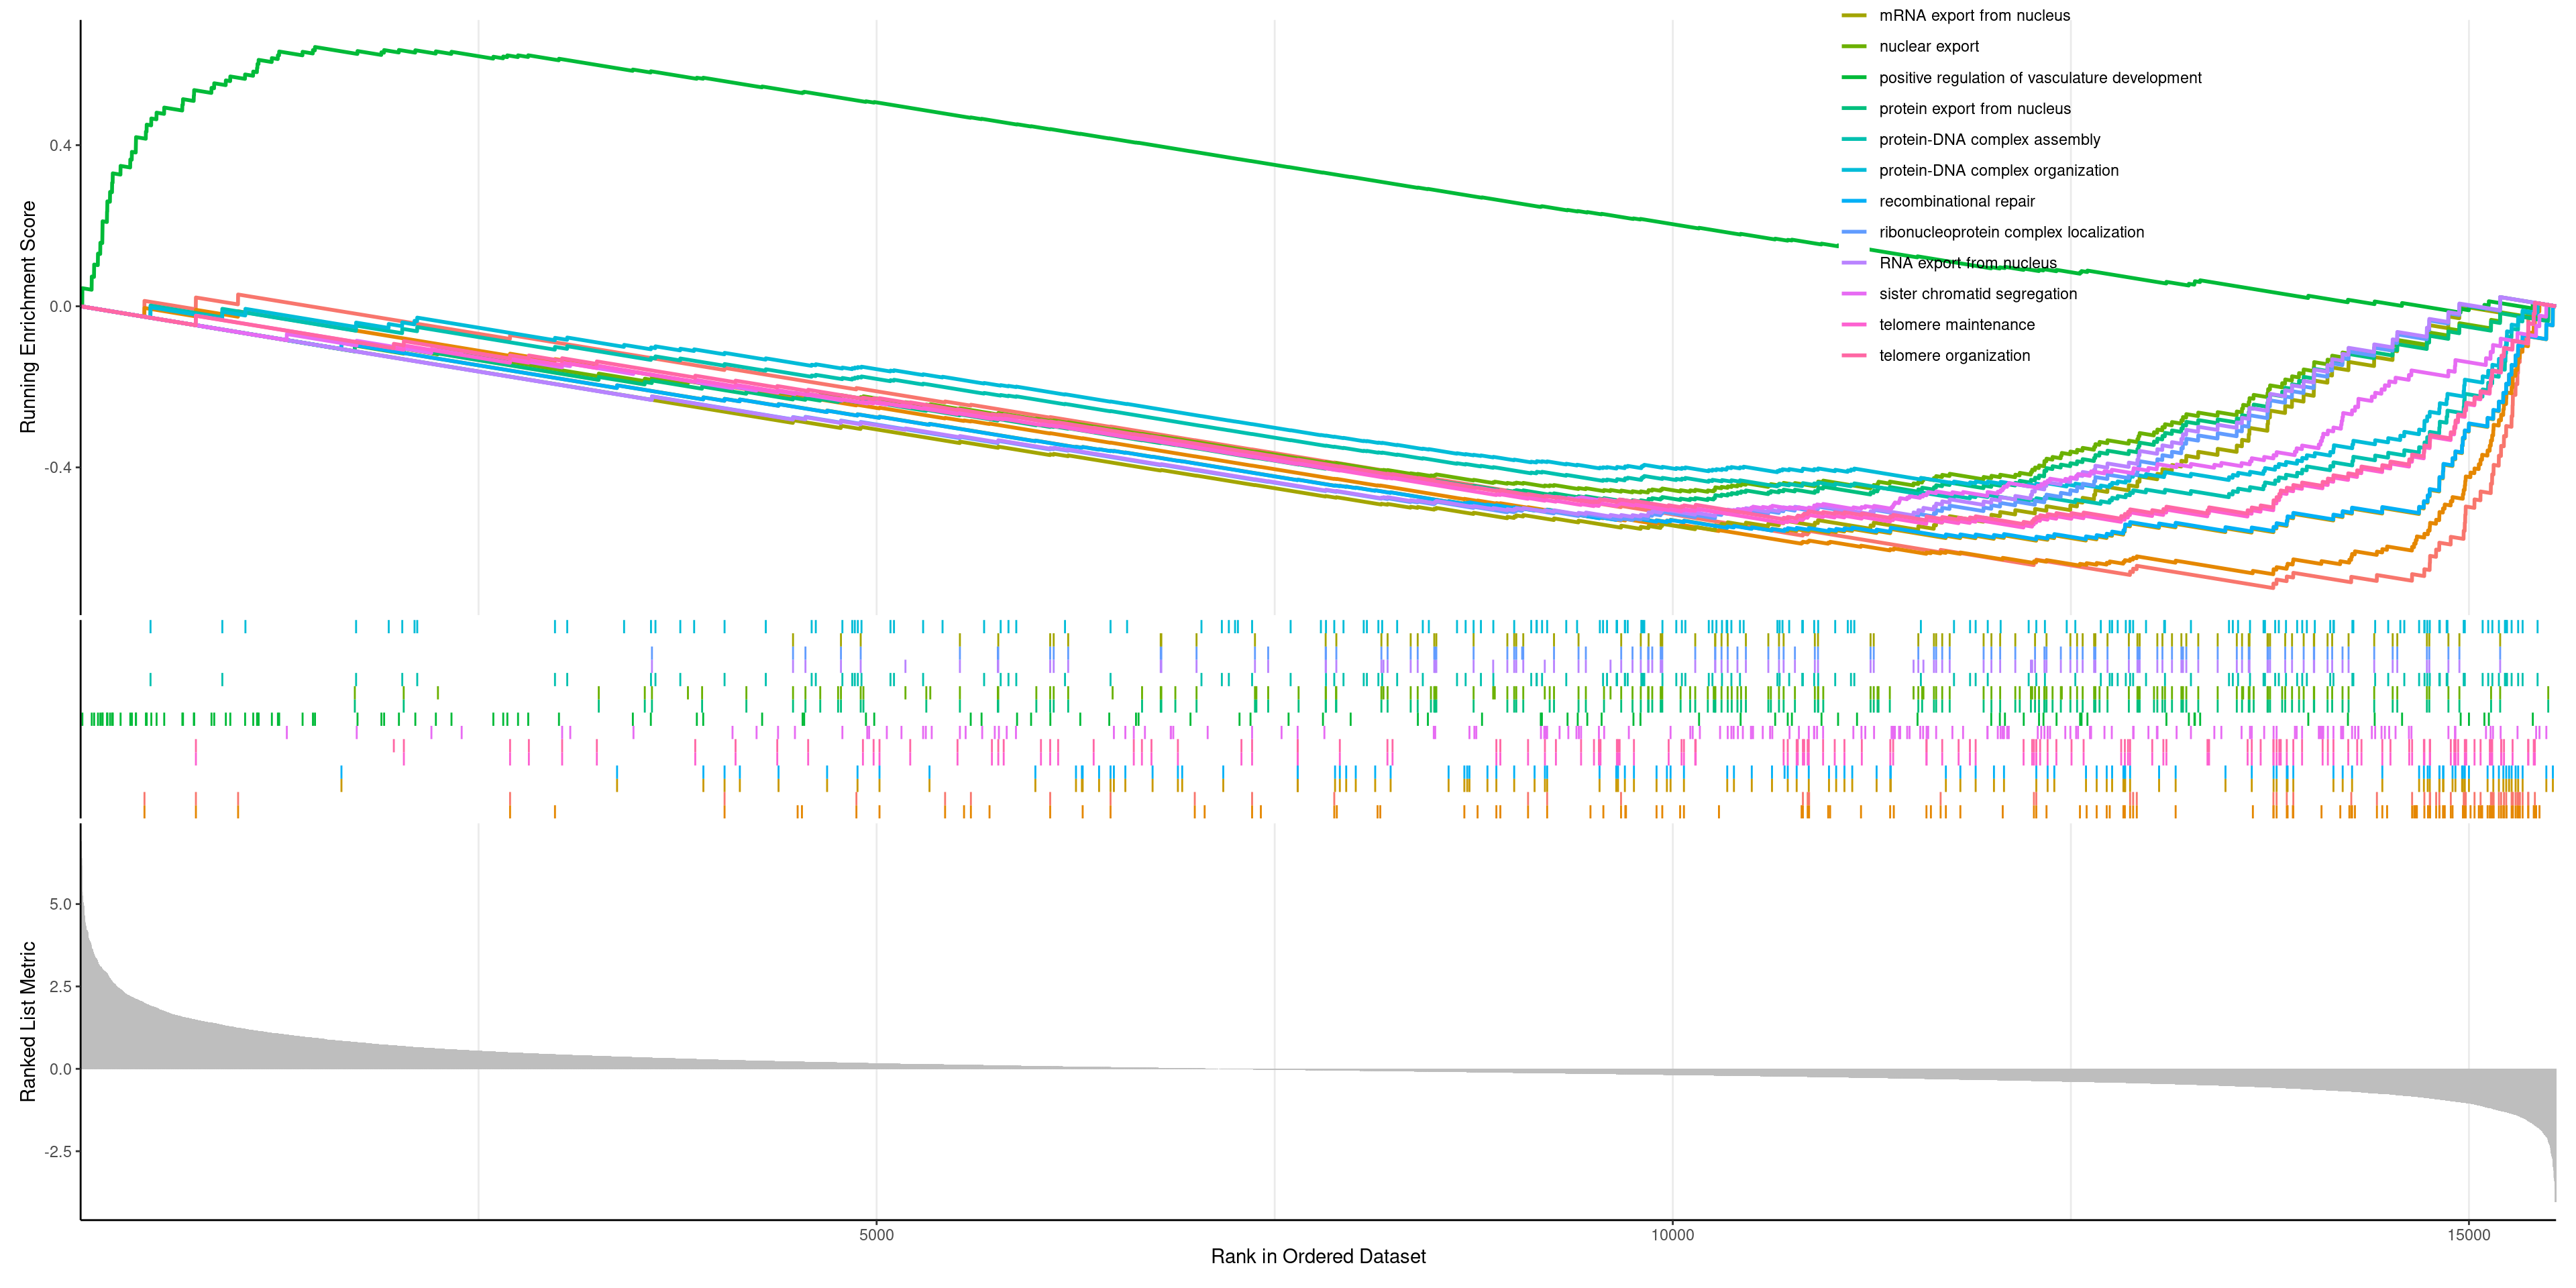 mRNA export from nucleus
nuclear export
positive regulation of vasculature development
protein export from nucleus
protein-DNA complex assembly
protein-DNA complex organization
recombinational repair
ribonucleoprotein complex localization
RNA export from nucleus
sister chromatid segregation
telomere maintenance
telomere organization
Running Enrichment Score
0.4
0.0
-0.4
Ranked List Metric
5.0
2.5
0.0
-2.5
5000
10000
15000
Rank in Ordered Dataset